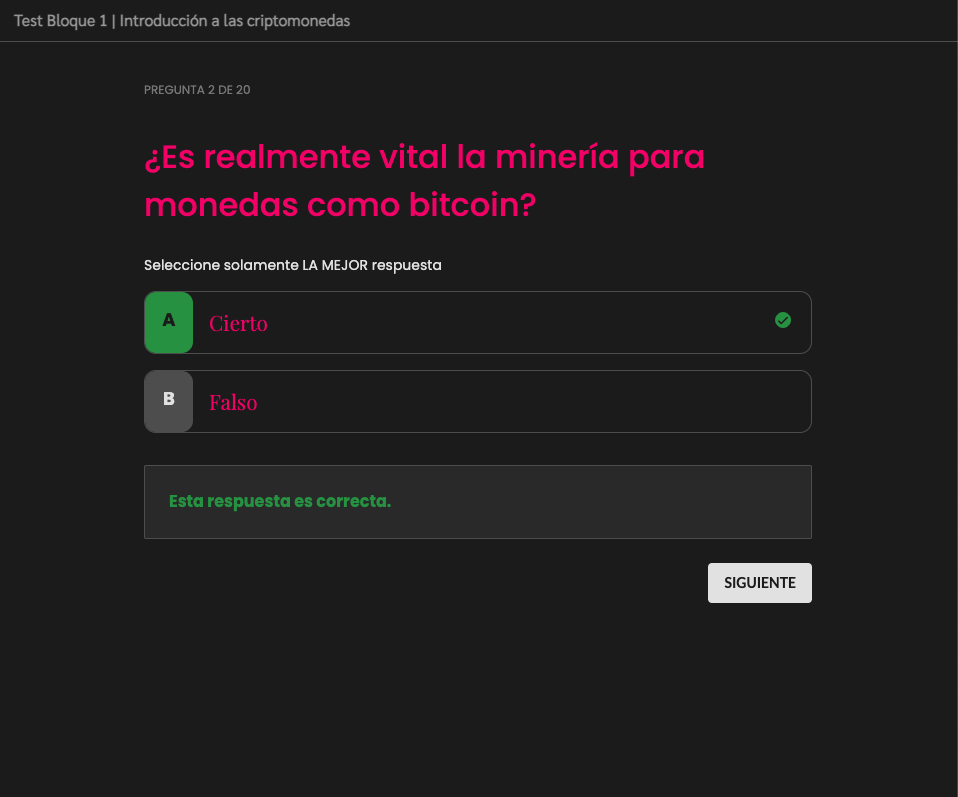 Test Bloque 1 | Introducción a las criptomonedas
PREGUNTA 2 DE 20
¿Es realmente vital la minería para
monedas como bitcoin?
Seleccione solamente LA MEJOR respuesta
A Cierto
B Falso
Esta respuesta es correcta.
SIGUIENTE